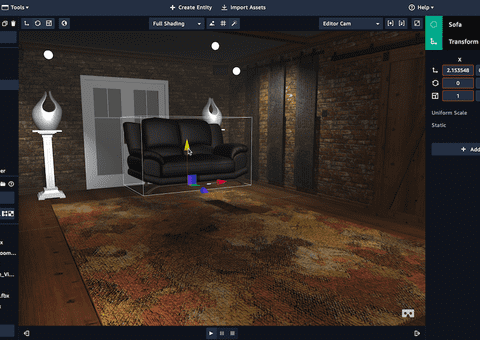 Tools
Create Entity
Import Assets
Help
Full Shading
Editor Cam
Sofa
Transform
X
2.153548
0
1
Uniform Scale
Static
Add
er
x
oom...
e_Vi...
.fbx
x